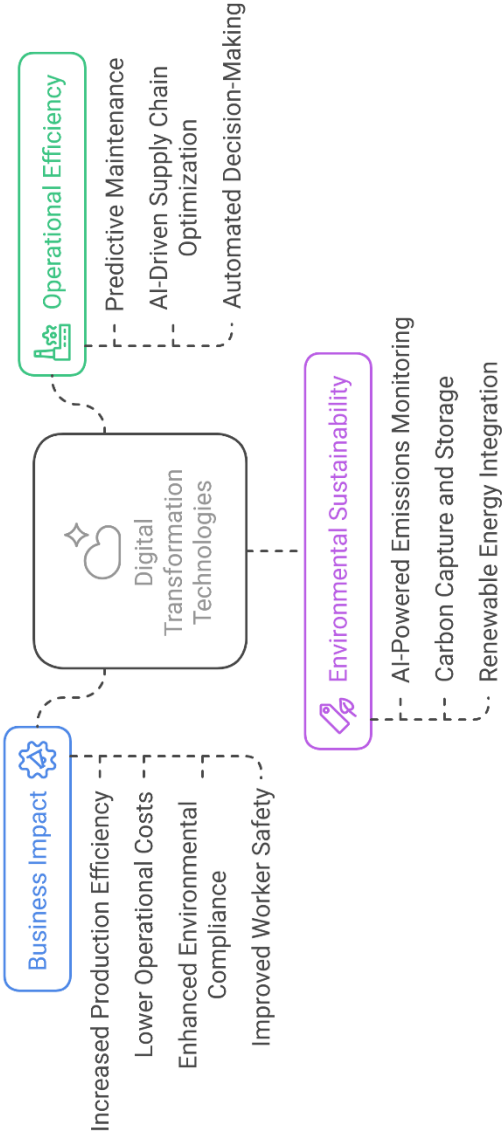 Business Impact
Increased Production Efficiency
Lower Operational Costs
Enhanced Environmental
Compliance
Improved Worker Safety
Digital
Transformation
Technologies
Operational Efficiency
Predictive Maintenance
AI-Driven Supply Chain
Optimization
Automated Decision-Making
Environmental Sustainability
AI-Powered Emissions Monitoring
Carbon Capture and Storage
Renewable Energy Integration